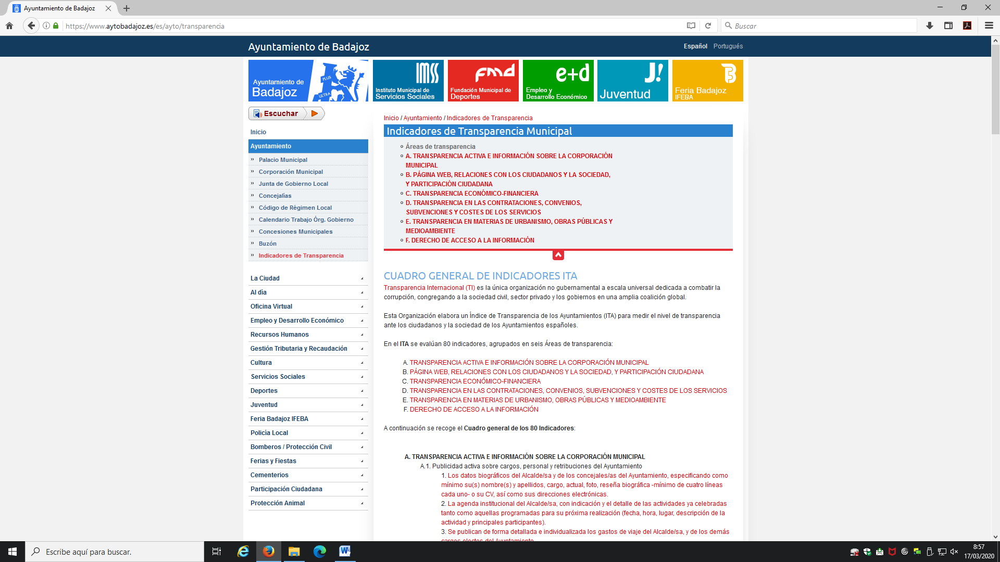 Ayuntamiento de Badajoz
https://www.aytobadajoz.es/es/ayto/transparencia
Buscar
Ayuntamiento de Badajoz
Español Portugués
Ayuntamiento de
Badajoz
PLUS
ULTRA
IMSS
Instituto Municipal de
Servicios Sociales
fmd
Fundación Municipal de
Deportes
e+d
Empleo y
Desarrollo Económico
J!
Juventud
Feria Badajoz
IFEBA
Escuchar
Inicio
Ayuntamiento
Palacio Municipal
Corporación Municipal
Junta de Gobierno Local
Concejalías
Código de Régimen Local
Calendario Trabajo Órg. Gobierno
Concesiones Municipales
Buzón
Indicadores de Transparencia
La Ciudad
Al día
Oficina Virtual
Empleo y Desarrollo Económico
Recursos Humanos
Gestión Tributaria y Recaudación
Cultura
Servicios Sociales
Deportes
Juventud
Feria Badajoz IFEBA
Policía Local
Bomberos / Protección Civil
Ferias y Fiestas
Cementerios
Participación Ciudadana
Protección Animal
Inicio / Ayuntamiento / Indicadores de Transparencia
Indicadores de Transparencia Municipal
Áreas de transparencia
A. TRANSPARENCIA ACTIVA E INFORMACIÓN SOBRE LA CORPORACIÓN
MUNICIPAL
B. PÁGINA WEB, RELACIONES CON LOS CIUDADANOS Y LA SOCIEDAD,
Y PARTICIPACIÓN CIUDADANA
C. TRANSPARENCIA ECONÓMICO-FINANCIERA
D. TRANSPARENCIA EN LAS CONTRATACIONES, CONVENIOS,
SUBVENCIONES Y COSTES DE LOS SERVICIOS
E. TRANSPARENCIA EN MATERIAS DE URBANISMO, OBRAS PÚBLICAS Y
MEDIOAMBIENTE
F. DERECHO DE ACCESO A LA INFORMACIÓN
CUADRO GENERAL DE INDICADORES ITA
Transparencia Internacional (TI) es la única organización no gubernamental a escala universal dedicada a combatir la
corrupción, congregando a la sociedad civil, sector privado y los gobiernos en una amplia coalición global.
Esta Organización elabora un Índice de Transparencia de los Ayuntamientos (ITA) para medir el nivel de transparencia
ante los ciudadanos y la sociedad de los Ayuntamientos españoles.
En el ITA se evalúan 80 indicadores, agrupados en seis Áreas de transparencia:
A. TRANSPARENCIA ACTIVA E INFORMACIÓN SOBRE LA CORPORACIÓN MUNICIPAL
B. PÁGINA WEB, RELACIONES CON LOS CIUDADANOS Y LA SOCIEDAD, Y PARTICIPACIÓN CIUDADANA
C. TRANSPARENCIA ECONÓMICO-FINANCIERA
D. TRANSPARENCIA EN LAS CONTRATACIONES, CONVENIOS, SUBVENCIONES Y COSTES DE LOS SERVICIOS
E. TRANSPARENCIA EN MATERIAS DE URBANISMO, OBRAS PÚBLICAS Y MEDIOAMBIENTE
F. DERECHO DE ACCESO A LA INFORMACIÓN
A continuación se recoge el Cuadro general de los 80 Indicadores:
A. TRANSPARENCIA ACTIVA E INFORMACIÓN SOBRE LA CORPORACIÓN MUNICIPAL
A.1. Publicidad activa sobre cargos, personal y retribuciones del Ayuntamiento
1. Los datos biográficos del Alcalde/sa y de los concejales/as del Ayuntamiento, especificando como
mínimo su(s) nombre(s) y apellidos, cargo, actual, foto, reseña biográfica -mínimo de cuatro líneas
cada uno- o su CV, así como sus direcciones electrónicas.
2. La agenda institucional del Alcalde/sa, con indicación y el detalle de las actividades ya celebradas
tanto como aquellas programadas para su próxima realización (fecha, hora, lugar, descripción de la
actividad y principales participantes).
3. Se publican de forma detallada e individualizada los gastos de viaje del Alcalde/sa, y de los demás
cargos electos del Ayuntamiento
Escribe aquí para buscar.
8:57
17/03/2020